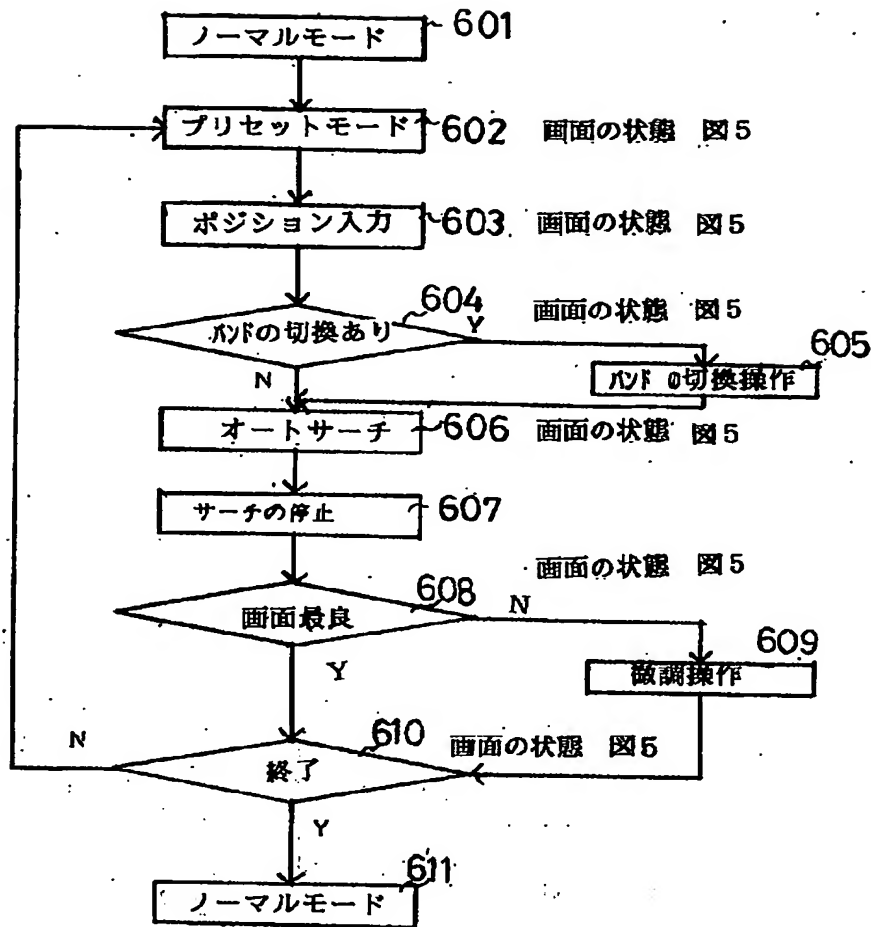 ノーマルモード 601
プリセットモード 602 画面の状態 図5
ポジション入力 603 画面の状態 図5
604 画面の状態 図5
バンドの切換あり Y
605
N バンドの切換操作
オートサーチ 606 画面の状態 図5
サーチの停止 607
画面の状態 図5
608 N
画面最良
609
Y 微調操作
N 610 画面の状態 図5
終了
Y
611
ノーマルモード